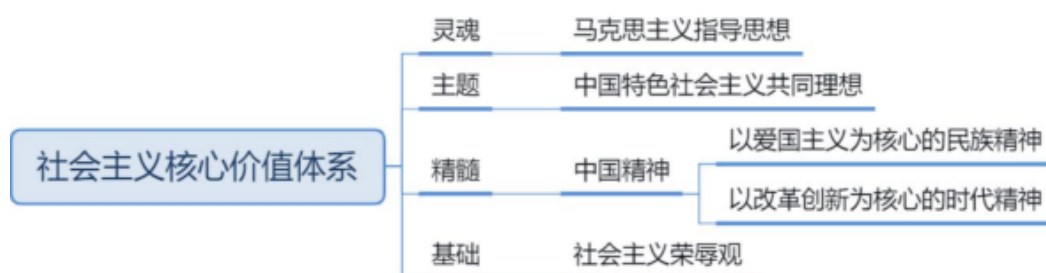 社会主义核心价值体系
灵魂 马克思主义指导思想
主题 中国特色社会主义共同理想
精髓 中国精神
以爱国主义为核心的民族精神
以改革创新为核心的时代精神
基础 社会主义荣辱观